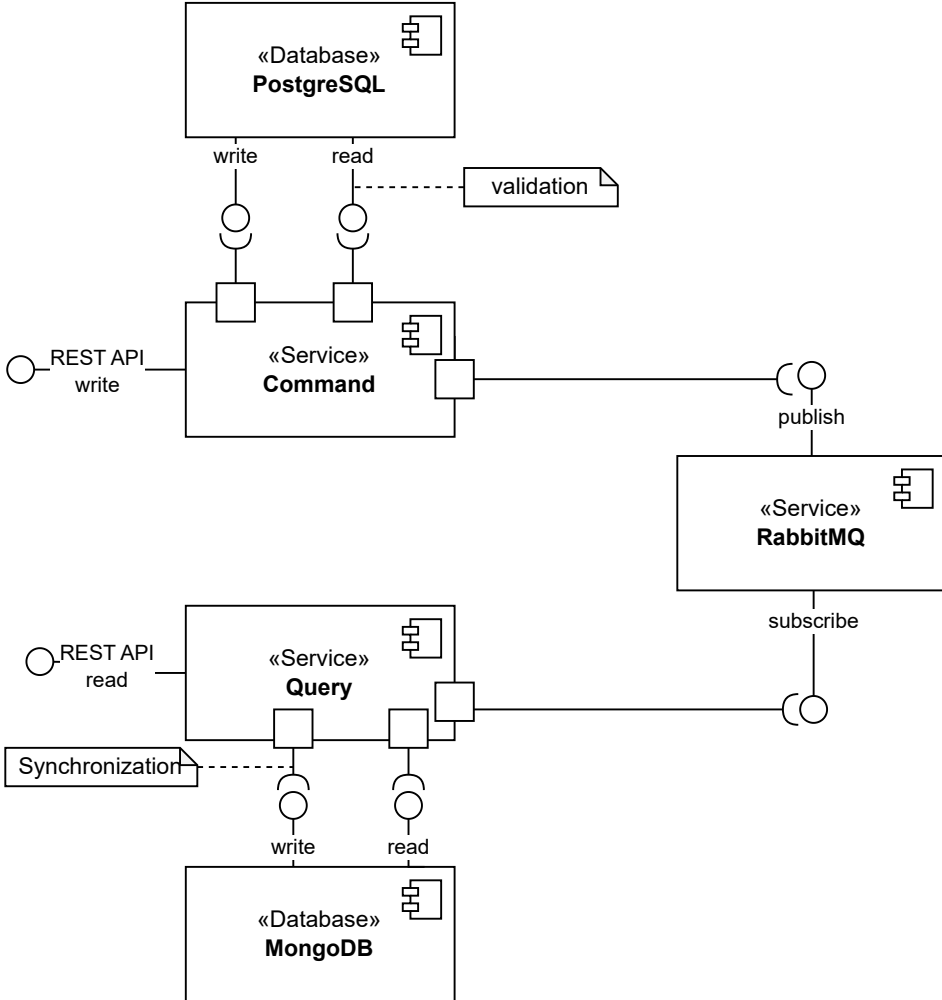 «Database»
PostgreSQL
write
read
validation
REST API
write
«Service»
Command
publish
«Service»
RabbitMQ
subscribe
REST API
read
«Service»
Query
Synchronization
write
read
«Database»
MongoDB